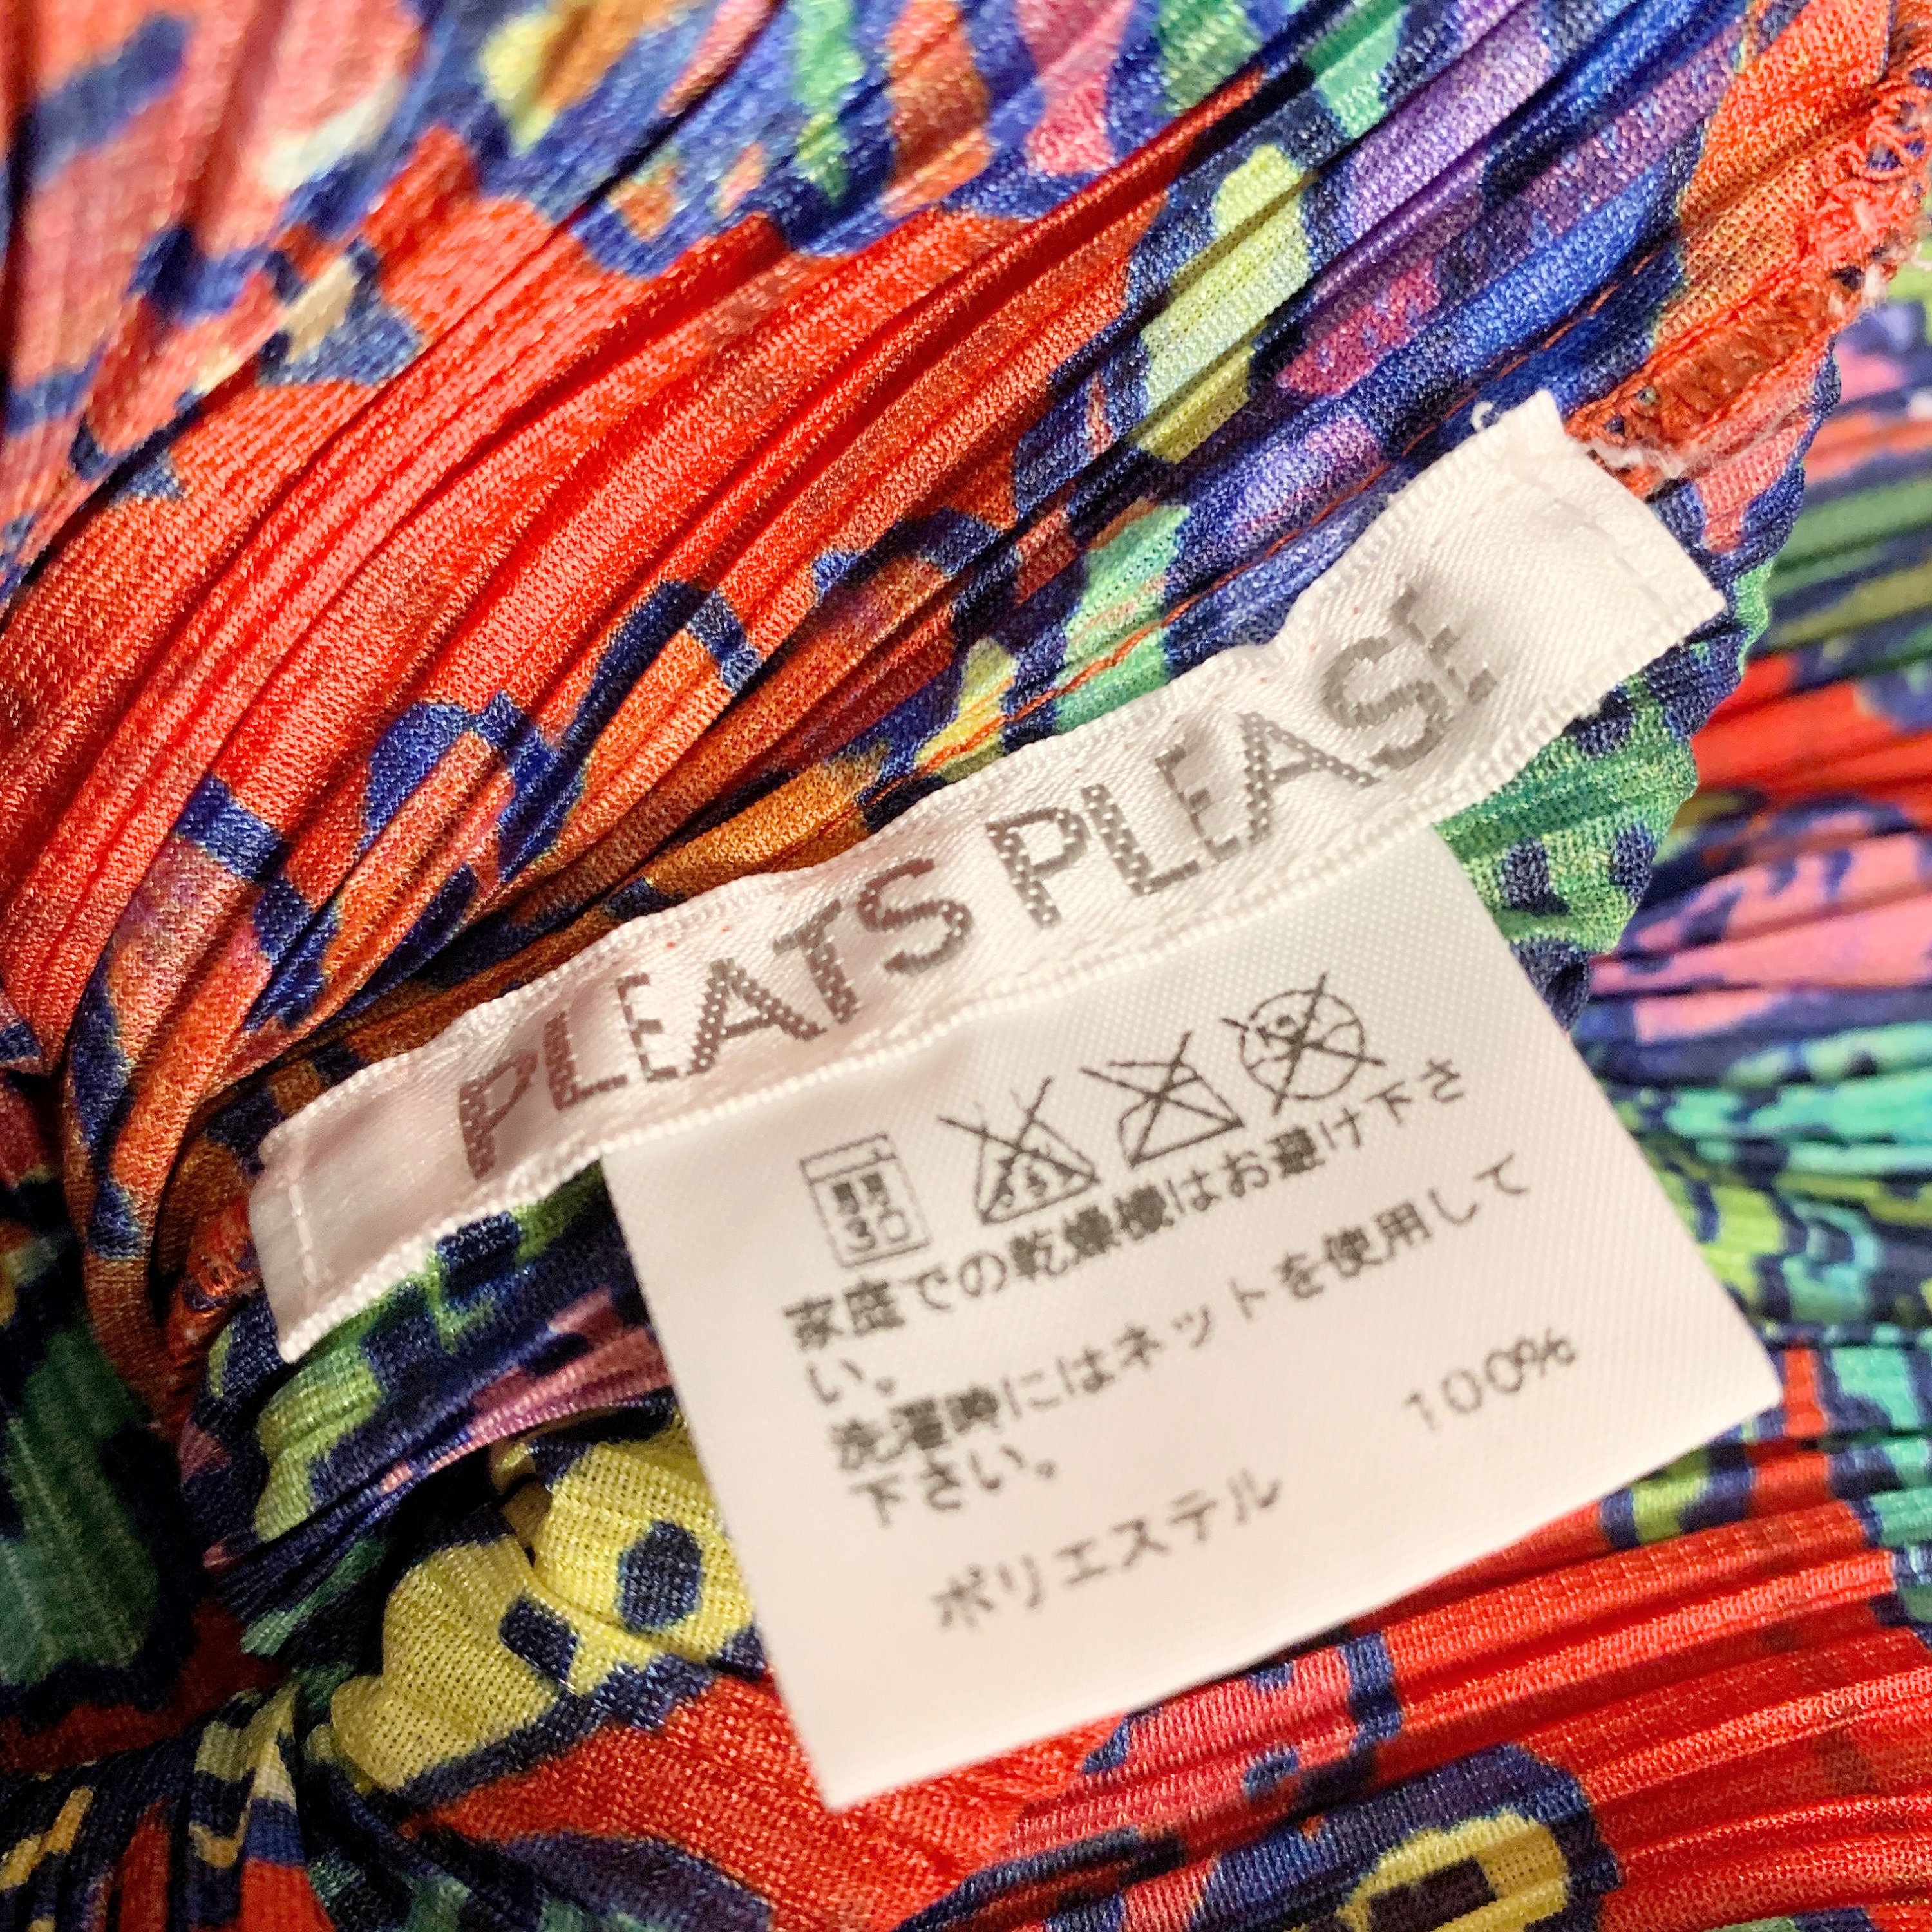 PLEATS PLEASE
家庭での乾燥機はお避け下さ
い。
洗濯時にはネットを使用して
下さい。
100%
ポリエステル